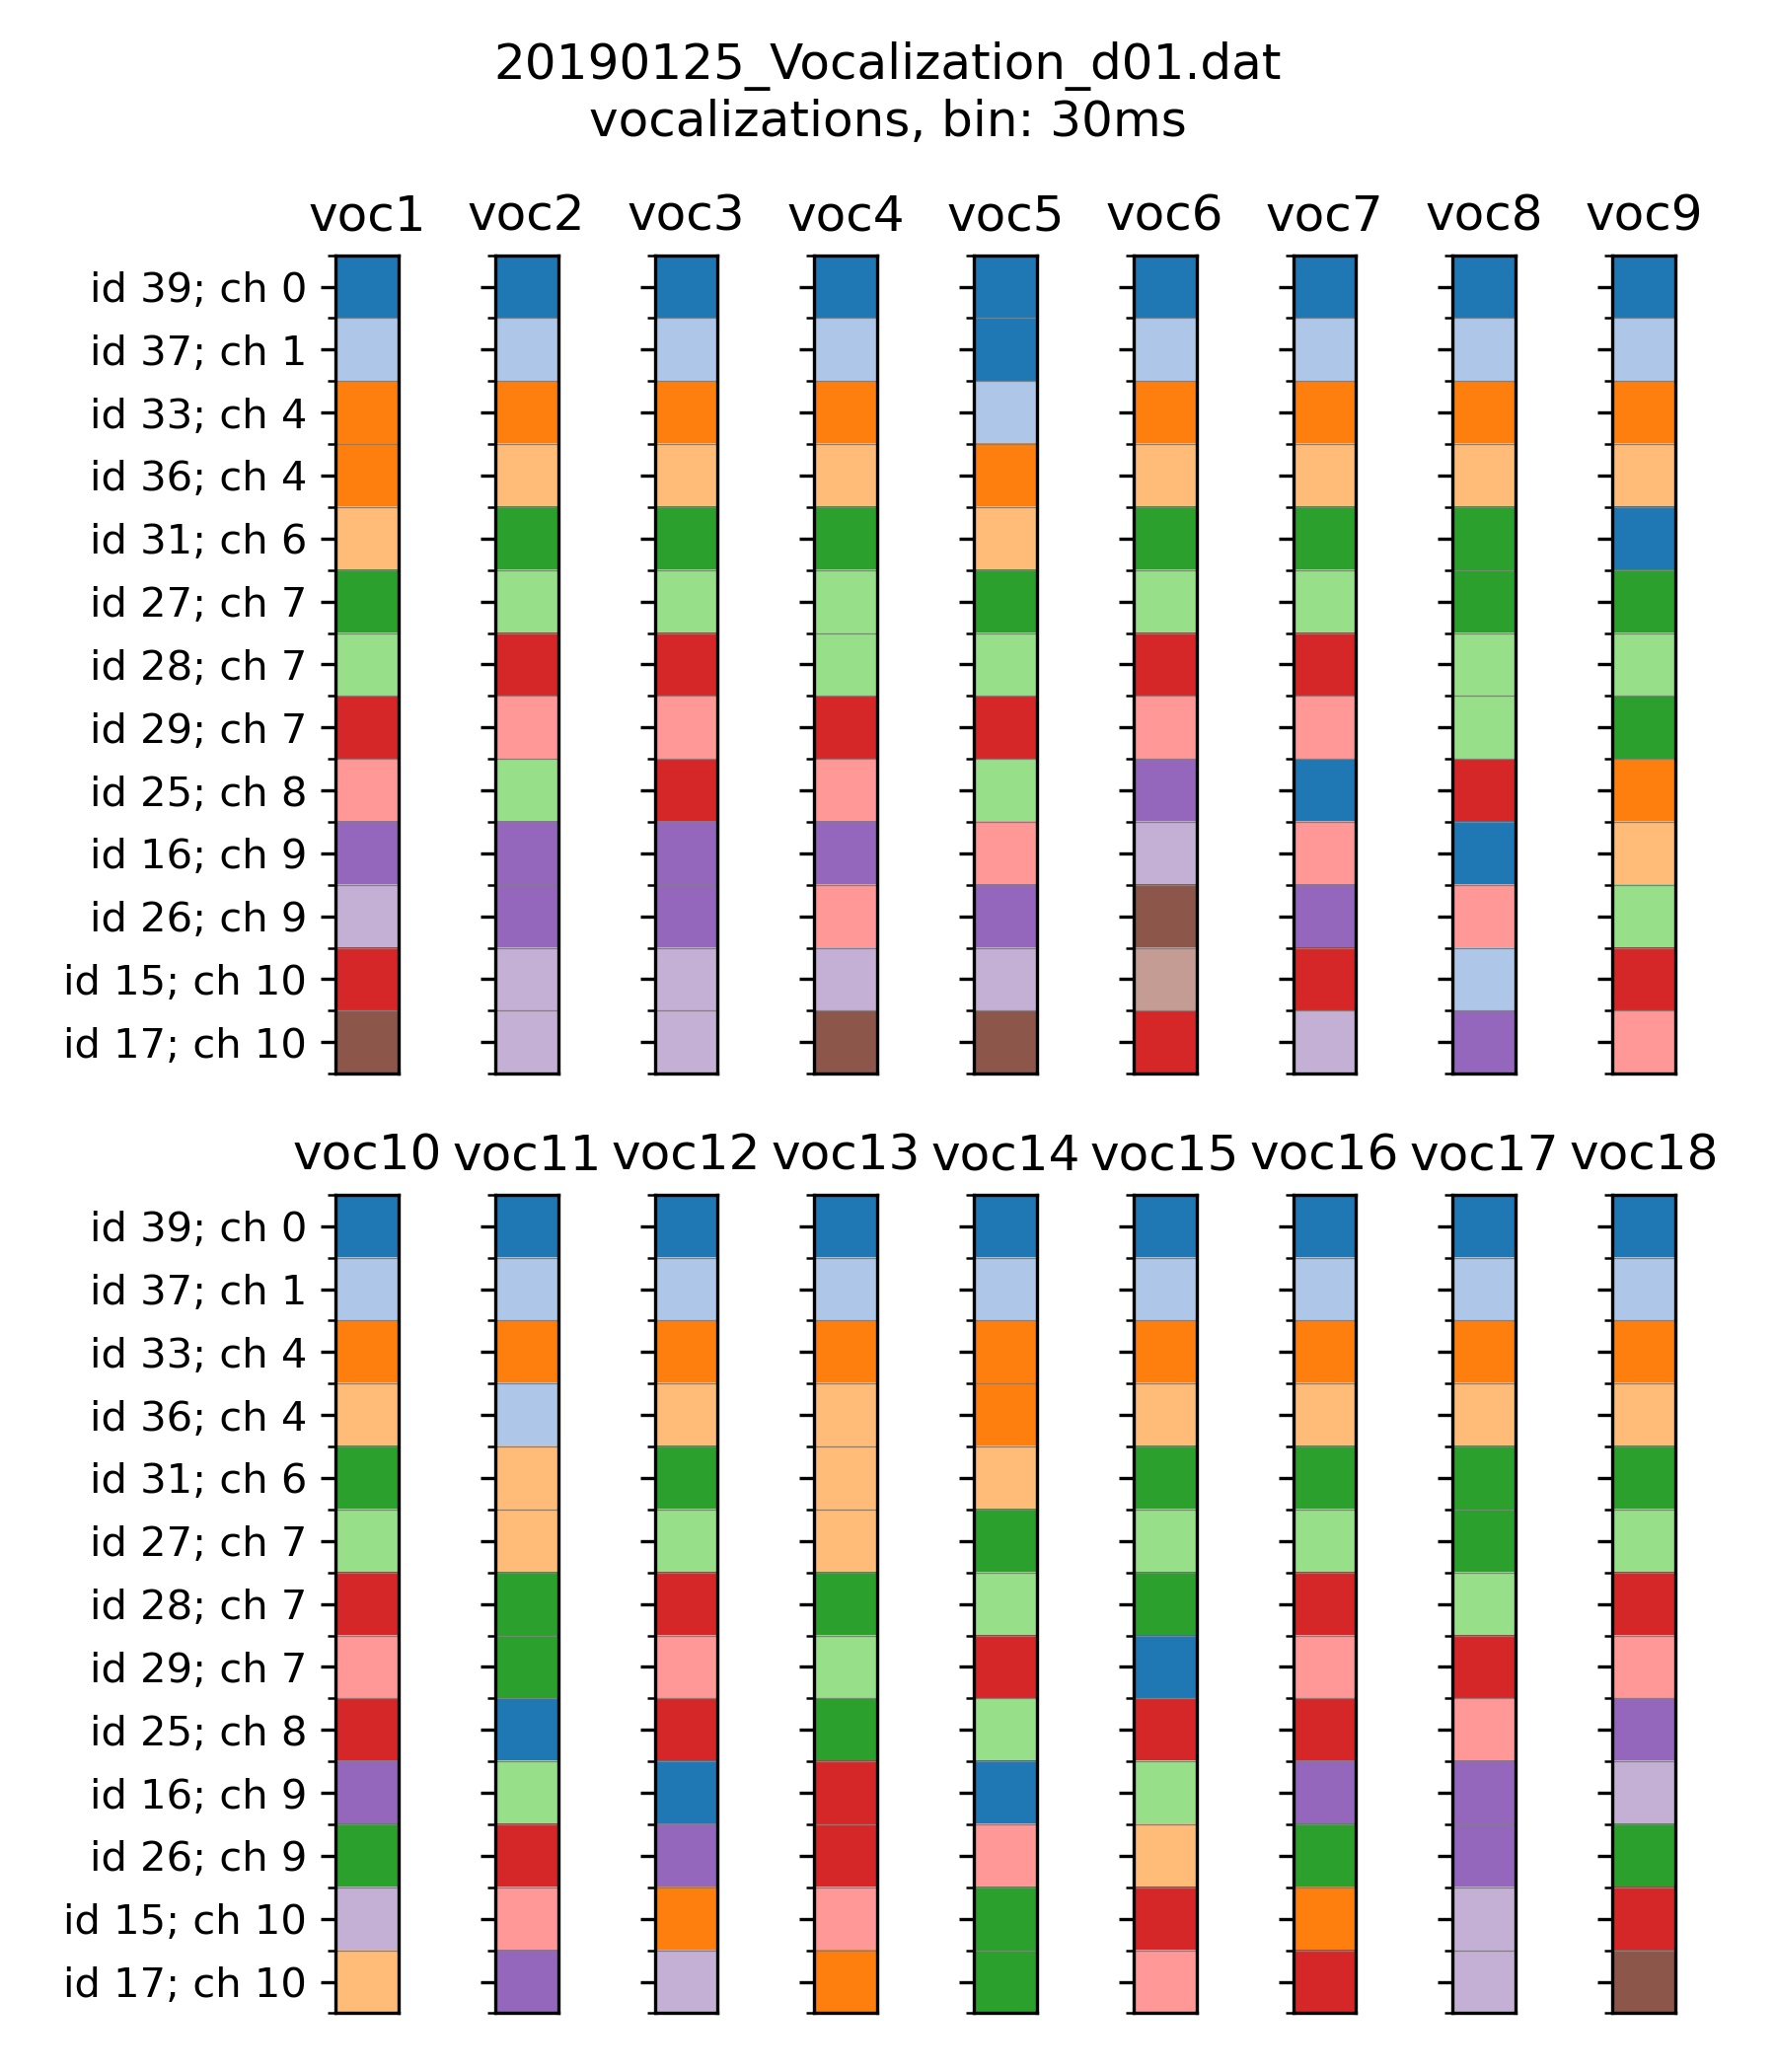 20190125_Vocalization_d01.dat
vocalizations, bin: 30ms
voc1 voc2 voc3 voc4 voc5 voc6 voc7 voc8 voc9
id 39; ch 0
id 37; ch 1
id 33; ch 4
id 36; ch 4
id 31; ch 6
id 27; ch 7
id 28; ch 7
id 29; ch 7
id 25; ch 8
id 16; ch 9
id 26; ch 9
id 15; ch 10
id 17; ch 10
voc10 voc11 voc12 voc13 voc14 voc15 voc16 voc17 voc18
id 39; ch 0
id 37; ch 1
id 33; ch 4
id 36; ch 4
id 31; ch 6
id 27; ch 7
id 28; ch 7
id 29; ch 7
id 25; ch 8
id 16; ch 9
id 26; ch 9
id 15; ch 10
id 17; ch 10